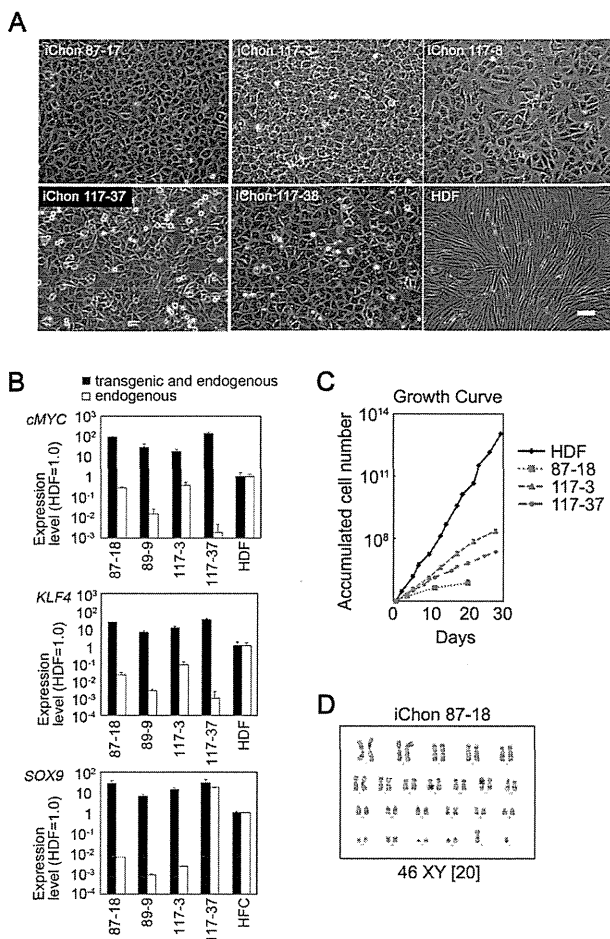 A
iChon 87-17
iChon 117-3
iChon 117-8
iChon 117-37
iChon 117-38
HDF
B
■ transgenic and endogenous
□ endogenous
cMYC
Expression level (HDF=1.0)
10³
10²
10
1
10⁻¹
10⁻²
10⁻³
87-18
89-9
117-3
117-37
HDF
KLF4
Expression level (HDF=1.0)
10³
10²
10
1
10⁻¹
10⁻²
10⁻³
10⁻⁴
87-18
89-9
117-3
117-37
HDF
SOX9
Expression level (HDF=1.0)
10²
10
1
10⁻¹
10⁻²
10⁻³
10⁻⁴
87-18
89-9
117-3
117-37
HFC
C
Growth Curve
Accumulated cell number
10¹⁴
10¹¹
10⁸
0 10 20 30
Days
HDF
87-18
117-3
117-37
D
iChon 87-18
46 XY [20]